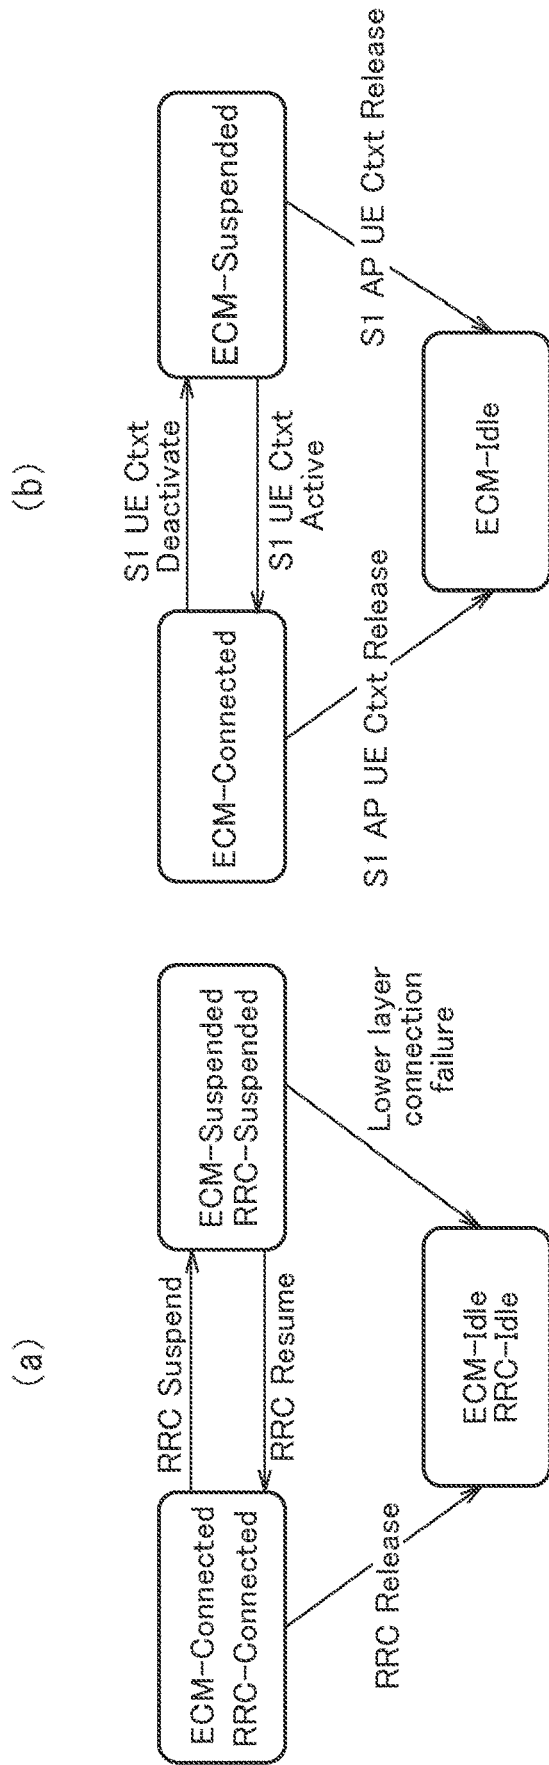 (a)
ECM-Connected
RRC-Connected
RRC Suspend
RRC Resume
ECM-Suspended
RRC-Suspended
RRC Release
Lower layer
connection
failure
ECM-Idle
RRC-Idle
(b)
ECM-Connected
S1 UE Ctxt
Deactivate
S1 UE Ctxt
Active
ECM-Suspended
S1 AP UE Ctxt Release
S1 AP UE Ctxt Release
ECM-Idle